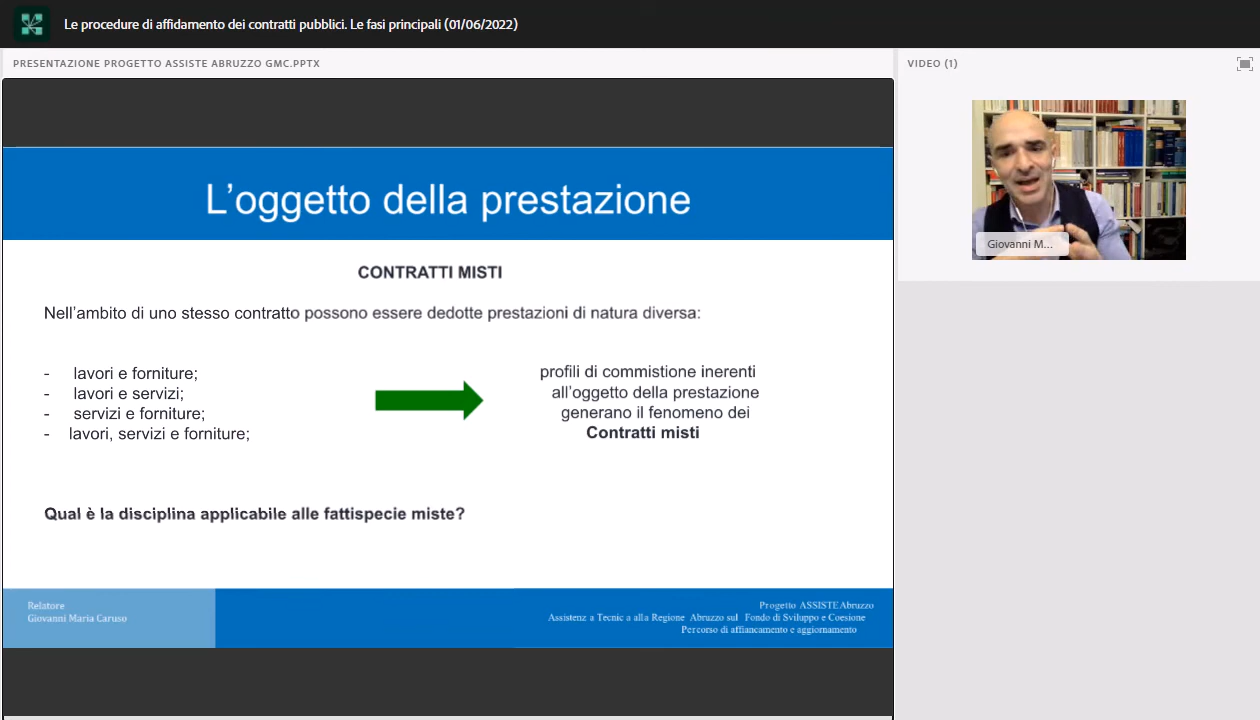 Le procedure di affidamento dei contratti pubblici. Le fasi principali (01/06/2022)
PRESENTAZIONE PROGETTO ASSISTE ABRUZZO GMC.PPTX
VIDEO (1)
Giovanni M...
L'oggetto della prestazione
CONTRATTI MISTI
Nell'ambito di uno stesso contratto possono essere dedotte prestazioni di natura diversa:
- lavori e forniture;
- lavori e servizi;
- servizi e forniture;
- lavori, servizi e forniture;
profili di commistione inerenti
all'oggetto della prestazione
generano il fenomeno dei
Contratti misti
Qual è la disciplina applicabile alle fattispecie miste?
Relatore
Giovanni Maria Caruso
Progetto ASSISTE Abruzzo
Assistenz a Tecnic a alla Regione Abruzzo sul Fondo di Sviluppo e Coesione
Percorso di affiancamento e aggiornamento